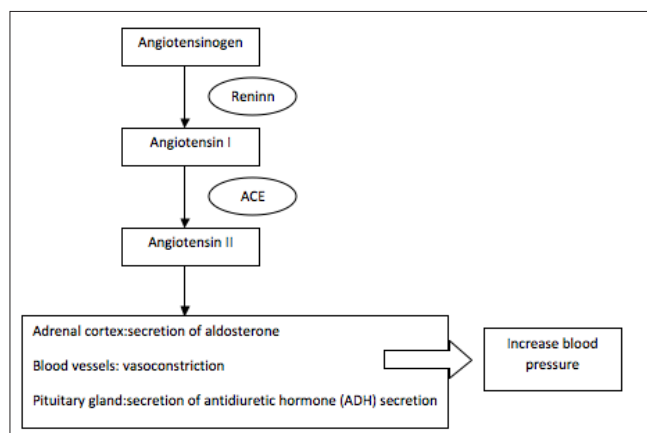 Angiotensinogen
Reninn
Angiotensin I
ACE
Angiotensin II
Adrenal cortex:secretion of aldosterone
Blood vessels: vasoconstriction
Pituitary gland:secretion of antidiuretic hormone (ADH) secretion
Increase blood
pressure